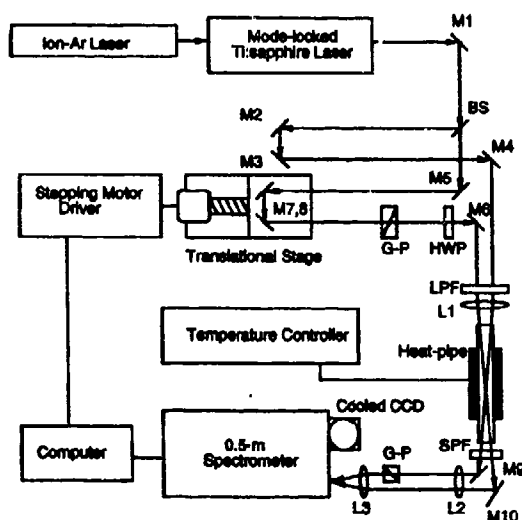 M1
Ion-Ar Laser
Mode-locked
Ti:sapphire Laser
BS
M2
M4
M3
M5
Stepping Motor
Driver
M7,8
M6
G-P
HWP
Translational Stage
LPF
L1
Temperature Controller
Heat-pipe
Cooled CCD
Computer
0.5-m
Spectrometer
G-P
SPF
M9
L3
L2
M10